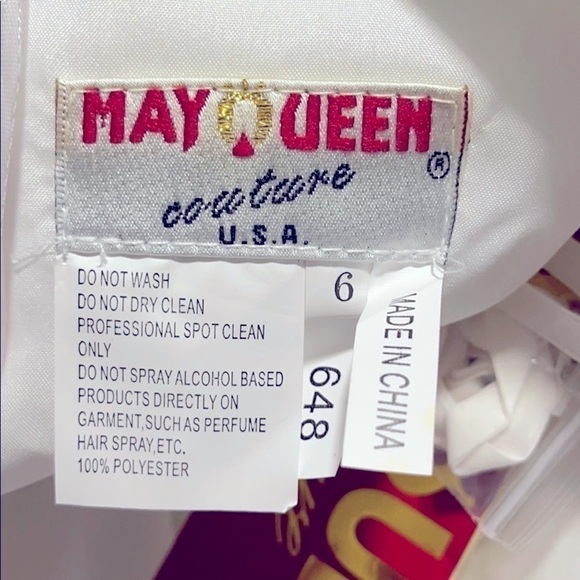 MAY QUEEN
®
couture
U.S.A.
DO NOT WASH
DO NOT DRY CLEAN
PROFESSIONAL SPOT CLEAN
ONLY
DO NOT SPRAY ALCOHOL BASED
PRODUCTS DIRECTLY ON
GARMENT,SUCH AS PERFUME
HAIR SPRAY,ETC.
100% POLYESTER
6
648
MADE IN CHINA